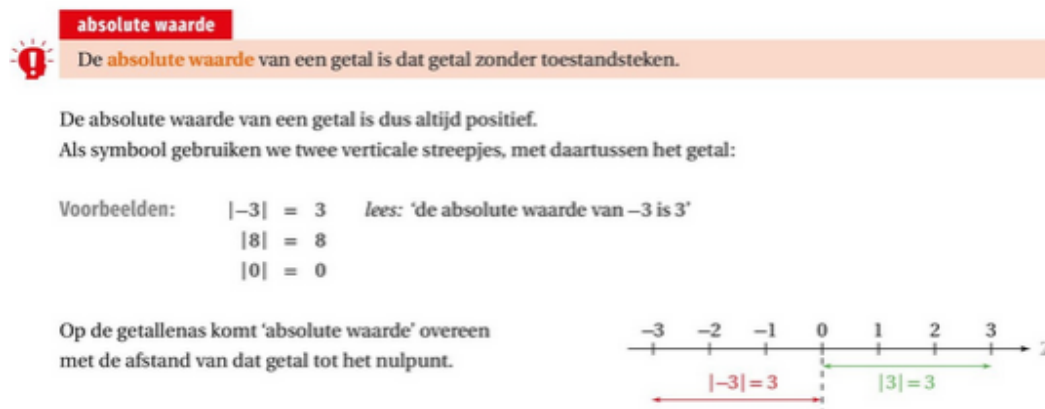 absolute waarde
De absolute waarde van een getal is dat getal zonder toestandsteken.
De absolute waarde van een getal is dus altijd positief.
Als symbool gebruiken we twee verticale streepjes, met daartussen het getal:
Voorbeelden: |−3| = 3 lees: ‘de absolute waarde van −3 is 3’
|8| = 8
|0| = 0
Op de getallenas komt ‘absolute waarde’ overeen
met de afstand van dat getal tot het nulpunt.
−3 −2 −1 0 1 2 3
|−3| = 3 |3| = 3